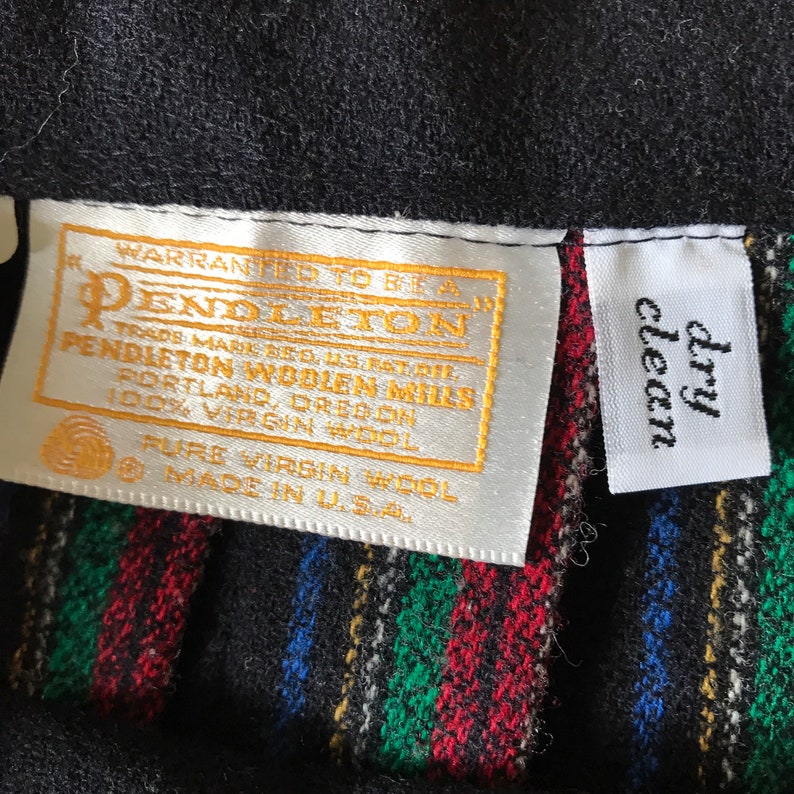 WARRANTED TO BE A
"PENDLETON"
TRADE MARK REG. U.S. PAT. OFF.
PENDLETON WOOLEN MILLS
PORTLAND, OREGON
100% VIRGIN WOOL
® PURE VIRGIN WOOL
MADE IN U.S.A.
dry
clean